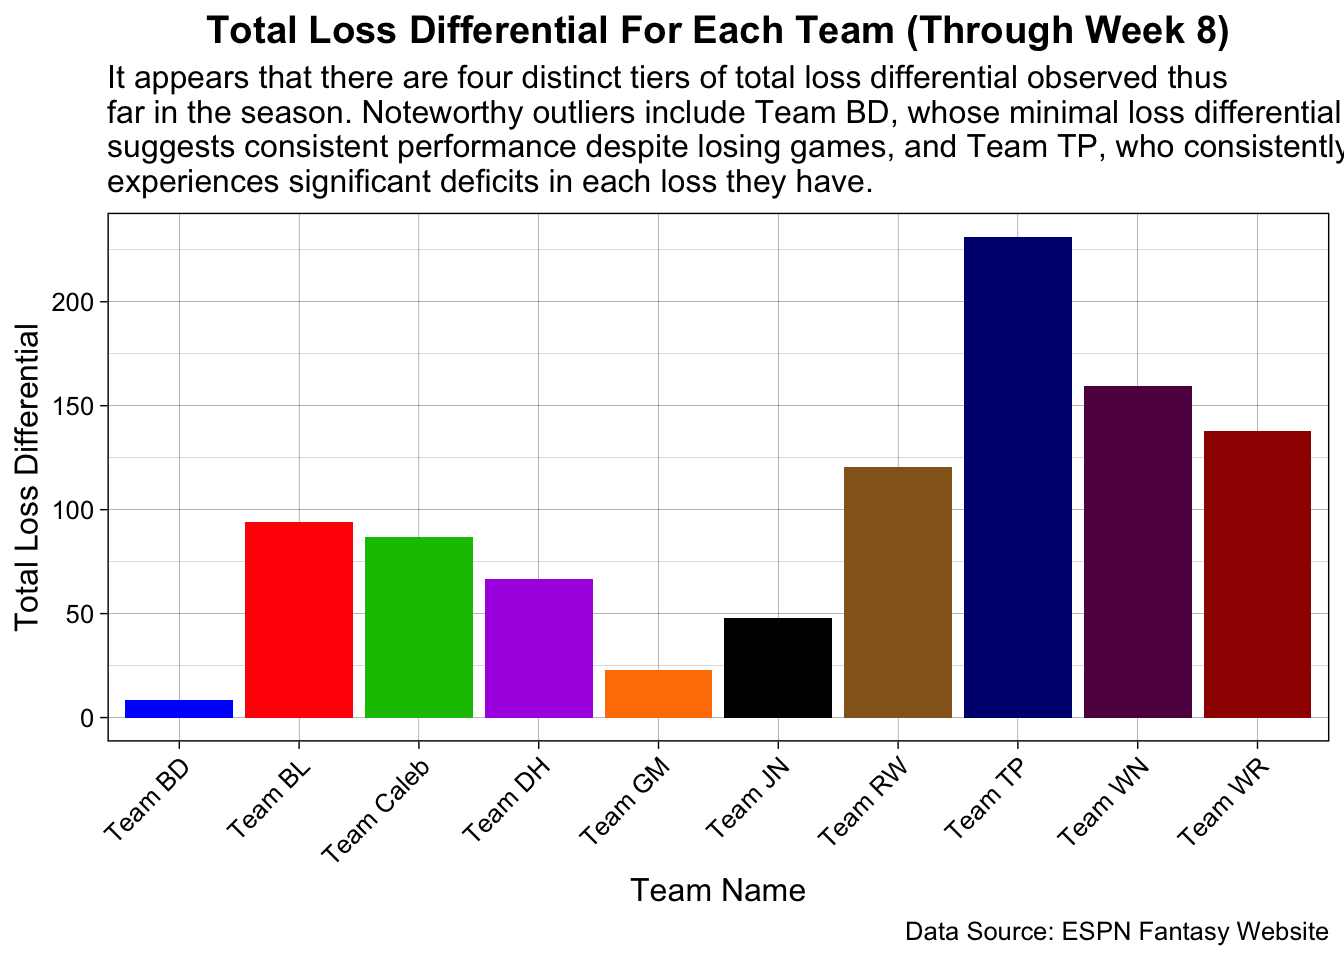 Total Loss Differential For Each Team (Through Week 8)
It appears that there are four distinct tiers of total loss differential observed thus
far in the season. Noteworthy outliers include Team BD, whose minimal loss differential
suggests consistent performance despite losing games, and Team TP, who consistently
experiences significant deficits in each loss they have.
Total Loss Differential
200
150
100
50
0
Team BD
Team BL
Team Caleb
Team DH
Team GM
Team JN
Team RW
Team TP
Team WN
Team WR
Team Name
Data Source: ESPN Fantasy Website